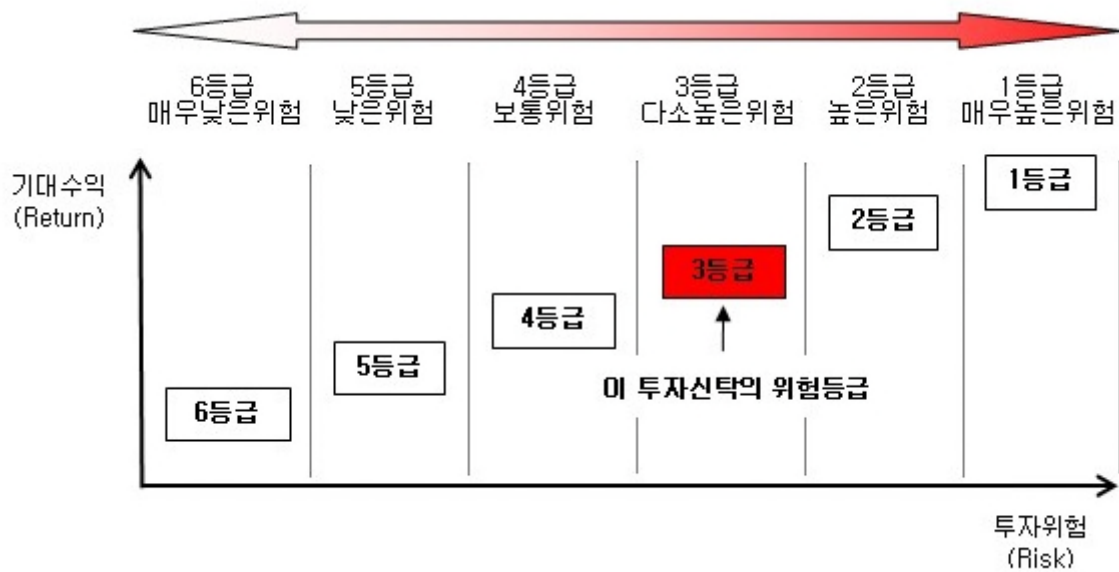 6등급 5등급 4등급 3등급 2등급 1등급
매우낮은위험 낮은위험 보통위험 다소높은위험 높은위험 매우높은위험
기대수익
(Return)
1등급
2등급
3등급
4등급
5등급
이 투자신탁의 위험등급
6등급
투자위험
(Risk)